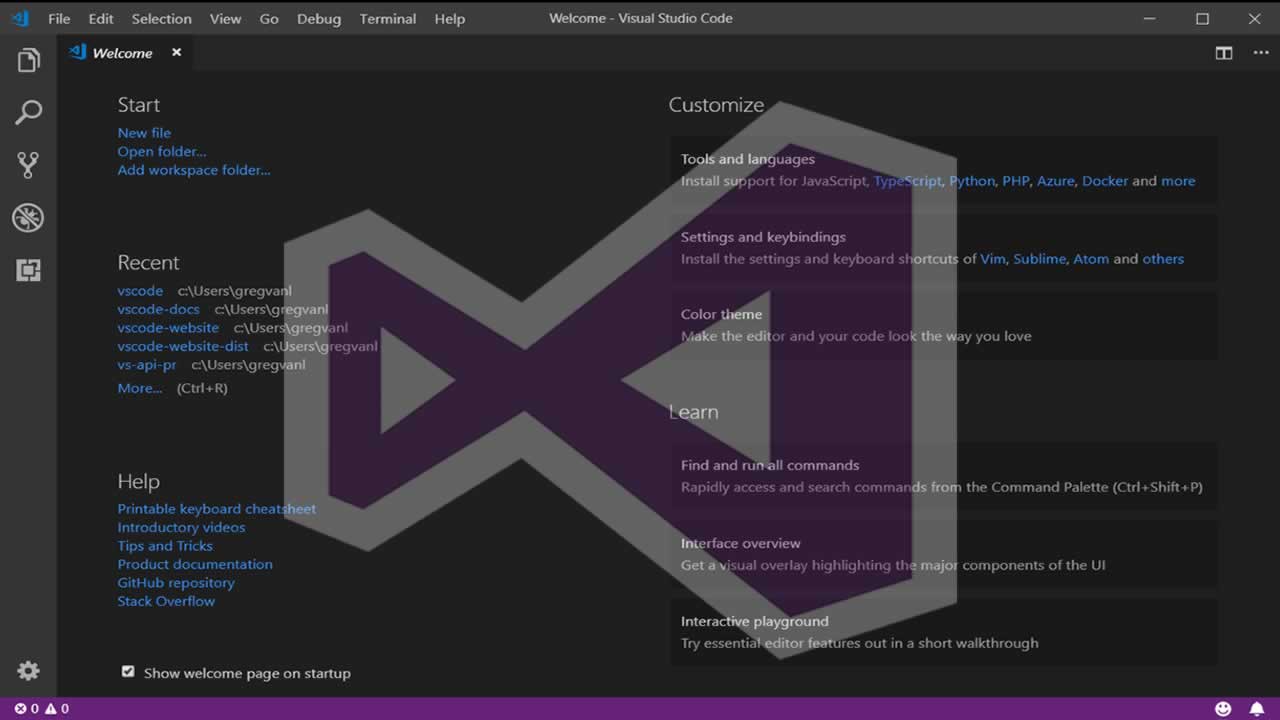 File Edit Selection View Go Debug Terminal Help Welcome - Visual Studio Code
Welcome
Start
New file
Open folder...
Add workspace folder...
Recent
vscode c:\Users\gregvanl
vscode-docs c:\Users\gregvanl
vscode-website c:\Users\gregvanl
vscode-website-dist c:\Users\gregvanl
vs-api-pr c:\Users\gregvanl
More... (Ctrl+R)
Help
Printable keyboard cheatsheet
Introductory videos
Tips and Tricks
Product documentation
GitHub repository
Stack Overflow
Show welcome page on startup
Customize
Tools and languages
Install support for JavaScript, TypeScript, Python, PHP, Azure, Docker and more
Settings and keybindings
Install the settings and keyboard shortcuts of Vim, Sublime, Atom and others
Color theme
Make the editor and your code look the way you love
Learn
Find and run all commands
Rapidly access and search commands from the Command Palette (Ctrl+Shift+P)
Interface overview
Get a visual overlay highlighting the major components of the UI
Interactive playground
Try essential editor features out in a short walkthrough
0 0